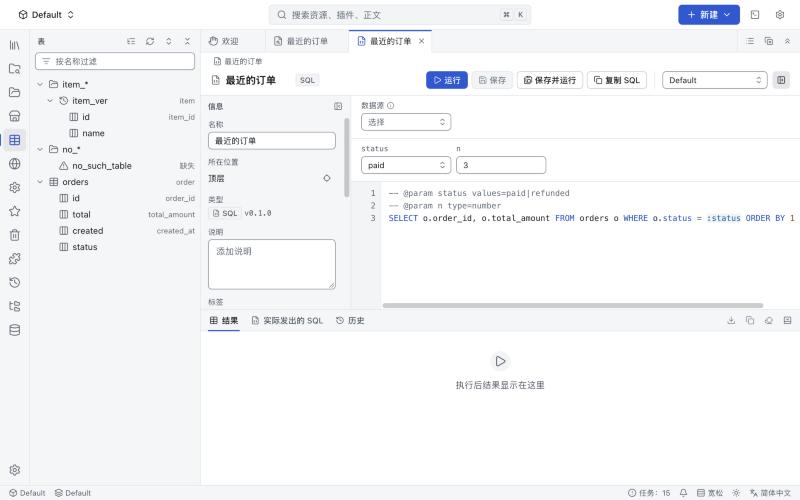 Default
搜索资源、插件、正文
⌘ K
新建
表
欢迎
最近的订单
最近的订单
按名称过滤
item_*
item_ver item
id item_id
name
no_*
no_such_table 缺失
orders order
id order_id
total total_amount
created created_at
status
最近的订单
最近的订单 SQL
运行
保存
保存并运行
复制 SQL
Default
信息
名称
最近的订单
所在位置
顶层
类型
SQL v0.1.0
说明
添加说明
标签
数据源
选择
status n
paid 3
1 -- @param status values=paid|refunded
2 -- @param n type=number
3 SELECT o.order_id, o.total_amount FROM orders o WHERE o.status = :status ORDER BY 1
结果 实际发出的 SQL 历史
执行后结果显示在这里
Default Default
任务: 15
宽松
简体中文